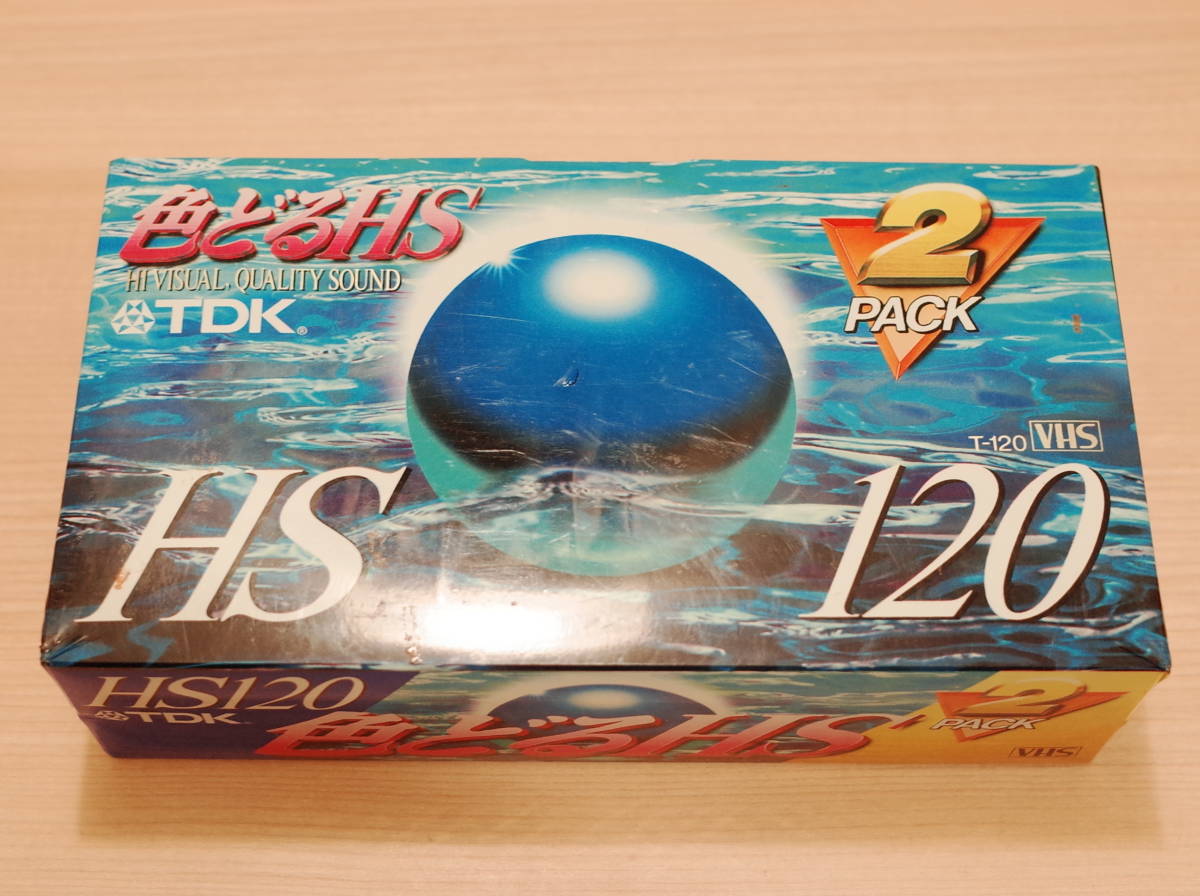 色どるHS
HI VISUAL, QUALITY SOUND
TDK®
2
PACK
T-120 VHS
HS 120
HS120
TDK
色どるHS
2
PACK
VHS